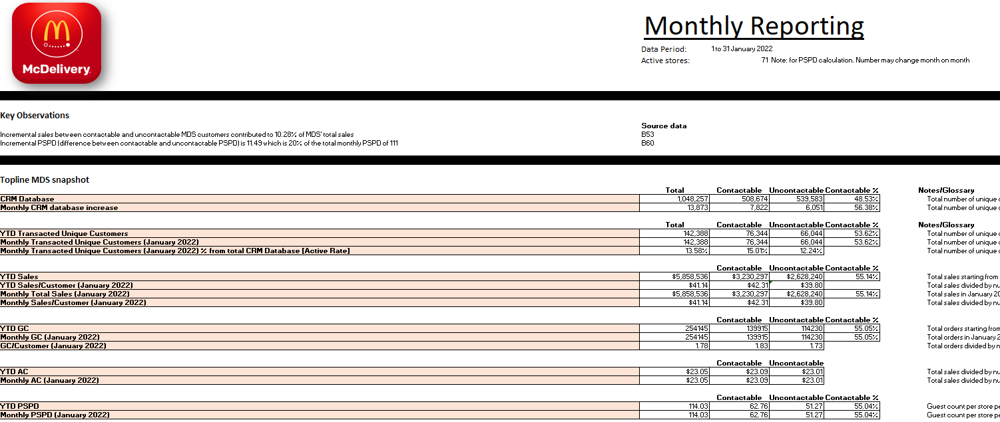 McDelivery
Monthly Reporting
Data Period: 1 to 31 January 2022
Active stores: 71 Note: for PSPD calculation. Number may change month on month
Key Observations
Source data
Incremental sales between contactable and uncontactable MDS customers contributed to 10.28% of MDS' total sales B53
Incremental PSPD (difference between contactable and uncontactable PSPD) is 11.49 which is 20% of the total monthly PSPD of 111 B60
Topline MDS snapshot
Total Contactable Uncontactable Contactable % Notes/Glossary
CRM Database 1,048,257 508,674 539,583 48.53% Total number of unique
Monthly CRM database increase 13,873 7,822 6,051 56.38% Total number of unique
Total Contactable Uncontactable Contactable % Notes/Glossary
YTD Transacted Unique Customers 142,388 76,344 66,044 53.62% Total number of unique
Monthly Transacted Unique Customers (January 2022) 142,388 76,344 66,044 53.62% Total number of unique
Monthly Transacted Unique Customers (January 2022) % from total CRM Database [Active Rate] 13.58% 15.01% 12.24% Total number of unique
Contactable Uncontactable Contactable %
YTD Sales $5,858,536 $3,230,297 $2,628,240 55.14% Total sales starting from
YTD Sales/Customer (January 2022) $41.14 $42.31 $39.80 Total sales divided by nu
Monthly Total Sales (January 2022) $5,858,536 $3,230,297 $2,628,240 55.14% Total sales in January 20
Monthly Sales/Customer (January 2022) $41.14 $42.31 $39.80 Total sales divided by nu
Contactable Uncontactable Contactable %
YTD GC 254145 139915 114230 55.05% Total orders starting from
Monthly GC (January 2022) 254145 139915 114230 55.05% Total orders in January 2
GC/Customer (January 2022) 1.78 1.83 1.73 Total orders divided by n
Contactable Uncontactable
YTD AC $23.05 $23.09 $23.01 Total sales divided by nu
Monthly AC (January 2022) $23.05 $23.09 $23.01 Total sales divided by nu
Contactable Uncontactable Contactable %
YTD PSPD 114.03 62.76 51.27 55.04% Guest count per store pe
Monthly PSPD (January 2022) 114.03 62.76 51.27 55.04% Guest count per store pe